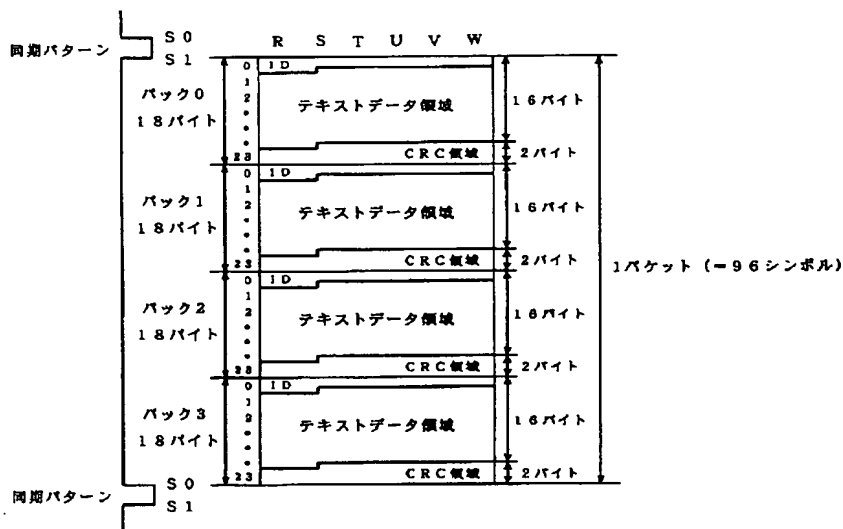 S0
同期パターン
S1
R S T U V W
パック0
18バイト
0
1
2
•
•
•
23
ID
テキストデータ領域
CRC領域
16バイト
2バイト
パック1
18バイト
0
1
2
•
•
•
23
ID
テキストデータ領域
CRC領域
16バイト
2バイト
1パケット(=96シンボル)
パック2
18バイト
0
1
2
•
•
•
23
ID
テキストデータ領域
CRC領域
16バイト
2バイト
パック3
18バイト
0
1
2
•
•
•
23
ID
テキストデータ領域
CRC領域
16バイト
2バイト
S0
同期パターン
S1